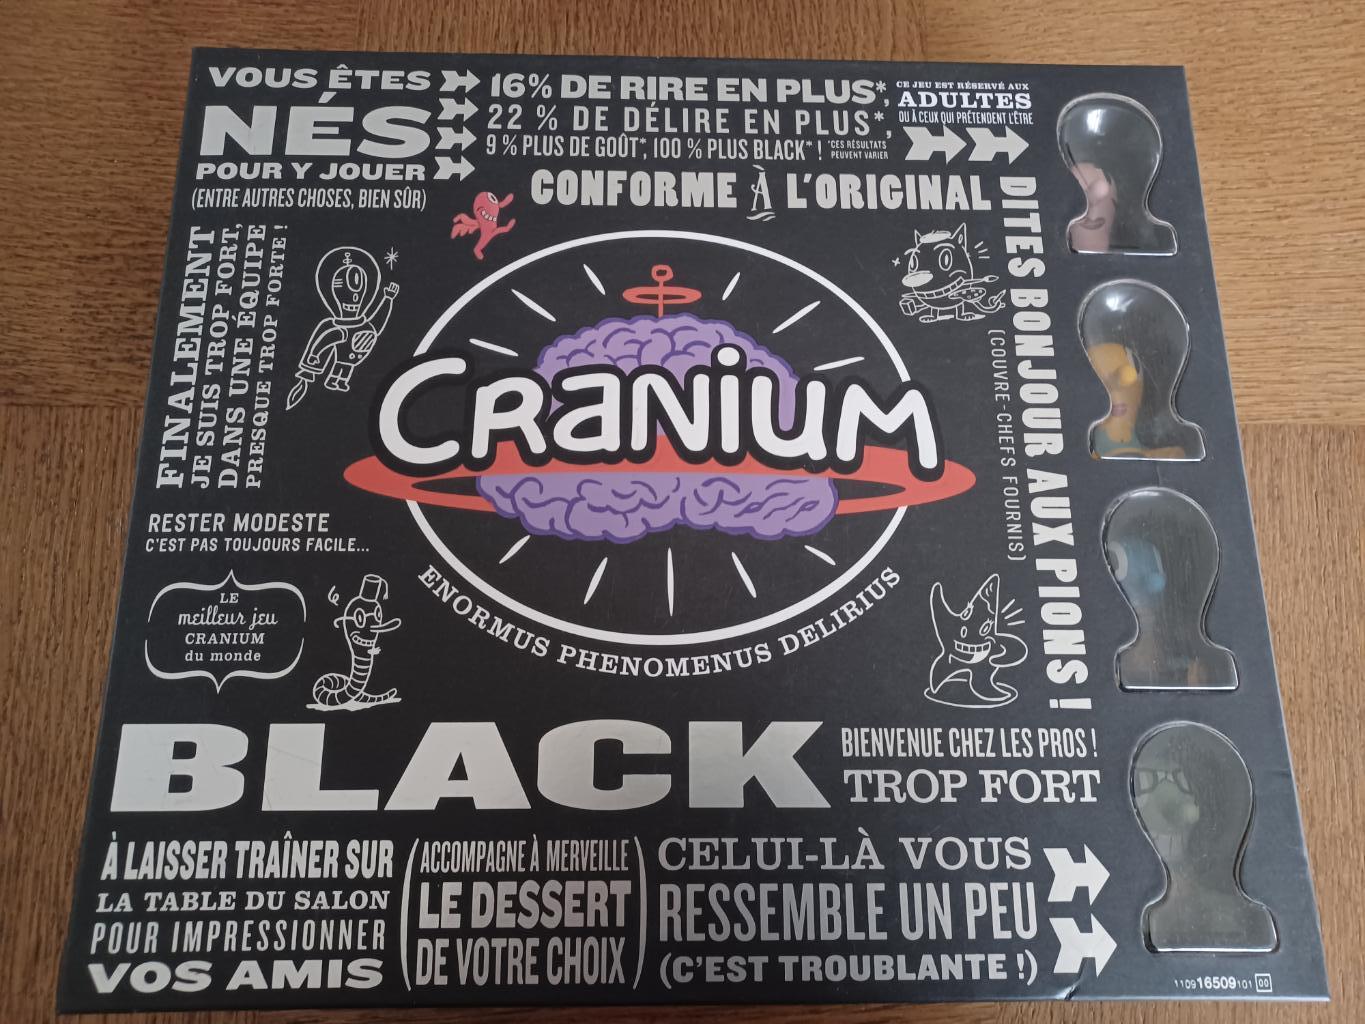 VOUS ÊTES
NÉS
POUR Y JOUER
(ENTRE AUTRES CHOSES, BIEN SÛR)
16% DE RIRE EN PLUS*,
22 % DE DÉLIRE EN PLUS*,
9 % PLUS DE GOÛT*, 100 % PLUS BLACK* !
*CES RÉSULTATS
PEUVENT VARIER
CE JEU EST RÉSERVÉ AUX
ADULTES
OU À CEUX QUI PRÉTENDENT L'ÊTRE
CONFORME À L'ORIGINAL
FINALEMENT
JE SUIS TROP FORT,
DANS UNE ÉQUIPE
PRESQUE TROP FORTE !
DITES BONJOUR AUX PIONS !
(COUVRE-CHEFS FOURNIS)
CRANIUM
ENORMUS PHENOMENUS DELIRIUS
RESTER MODESTE
C'EST PAS TOUJOURS FACILE...
LE
meilleur jeu
CRANIUM
du monde
BLACK
BIENVENUE CHEZ LES PROS !
TROP FORT
À LAISSER TRAÎNER SUR
LA TABLE DU SALON
POUR IMPRESSIONNER
VOS AMIS
(ACCOMPAGNE À MERVEILLE
LE DESSERT
DE VOTRE CHOIX)
CELUI-LÀ VOUS
RESSEMBLE UN PEU
(C'EST TROUBLANTE !)
110916509101 00